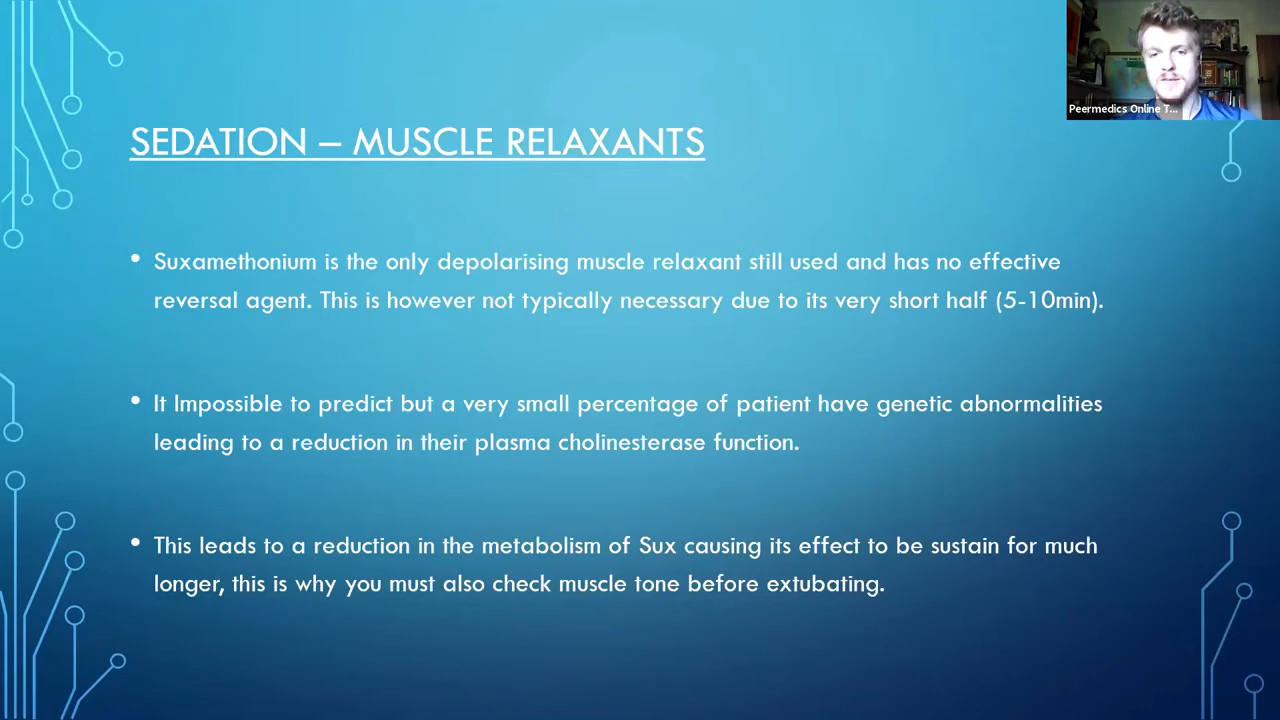 Peermedics Online T...
SEDATION – MUSCLE RELAXANTS
• Suxamethonium is the only depolarising muscle relaxant still used and has no effective
reversal agent. This is however not typically necessary due to its very short half (5-10min).
• It Impossible to predict but a very small percentage of patient have genetic abnormalities
leading to a reduction in their plasma cholinesterase function.
• This leads to a reduction in the metabolism of Sux causing its effect to be sustain for much
longer, this is why you must also check muscle tone before extubating.